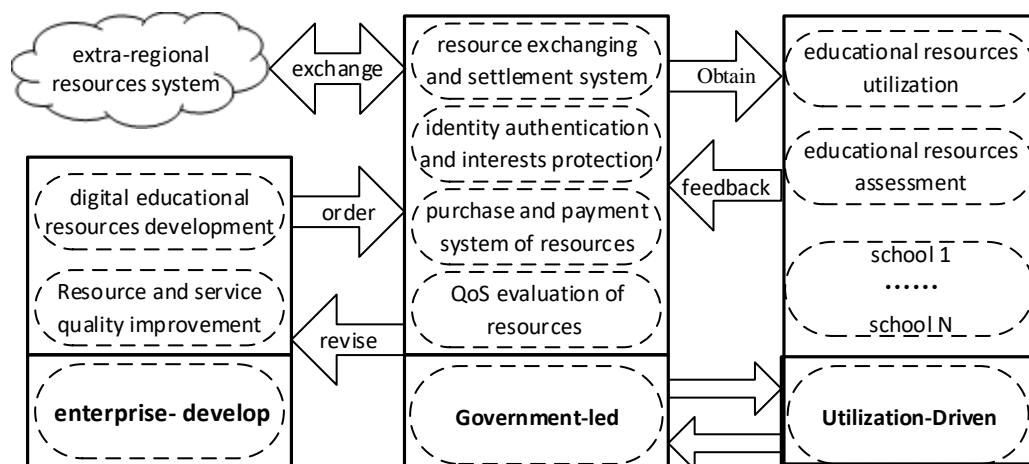 extra-regional
resources system
exchange
resource exchanging
and settlement system
Obtain
educational resources
utilization
identity authentication
and interests protection
feedback
educational resources
assessment
digital educational
resources development
order
purchase and payment
system of resources
school 1
......
school N
Resource and service
quality improvement
revise
QoS evaluation of
resources
enterprise- develop
Government-led
Utilization-Driven